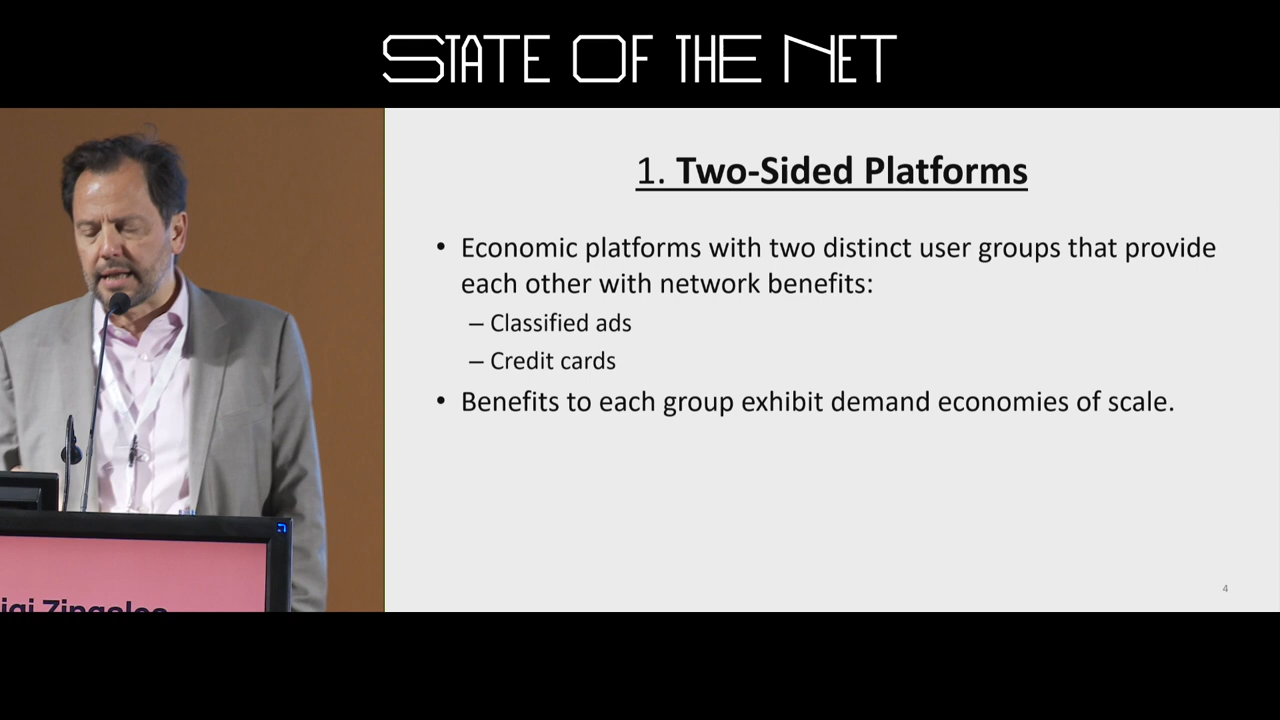 STATE OF THE NET
1. Two-Sided Platforms
• Economic platforms with two distinct user groups that provide
each other with network benefits:
– Classified ads
– Credit cards
• Benefits to each group exhibit demand economies of scale.
4